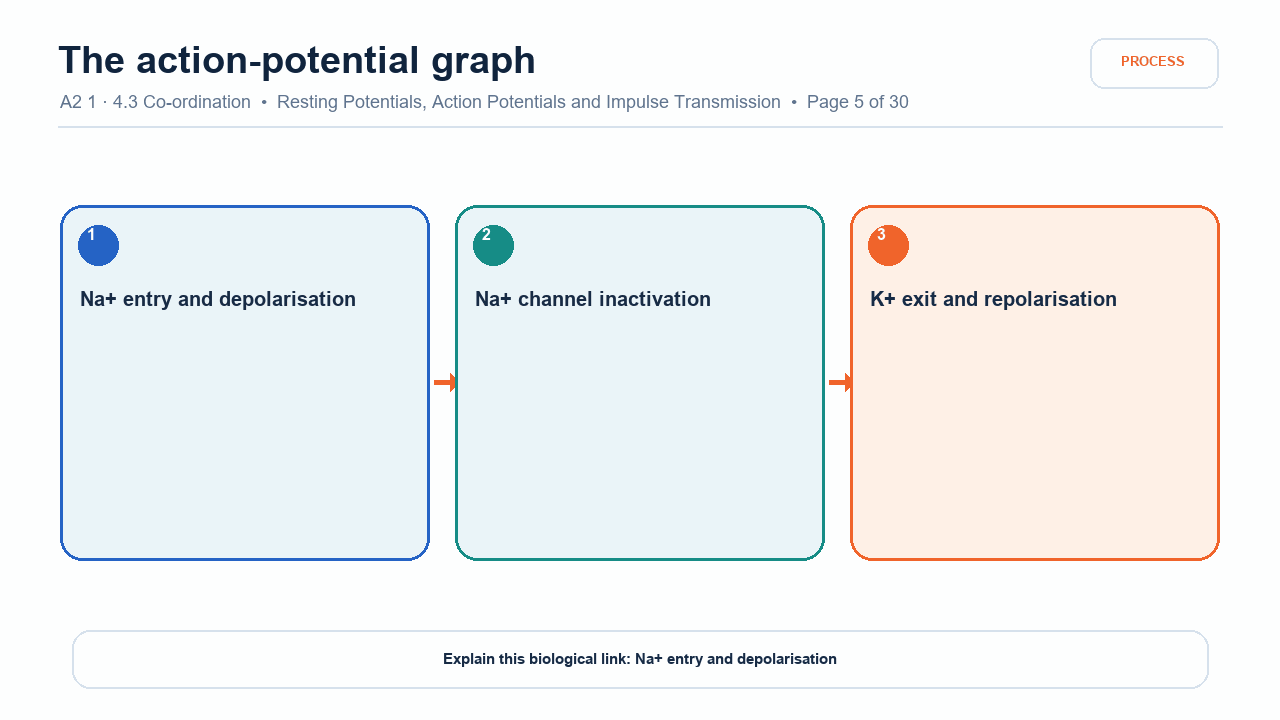 The action-potential graph
PROCESS
A2 1 · 4.3 Co-ordination • Resting Potentials, Action Potentials and Impulse Transmission • Page 5 of 30
1
Na+ entry and depolarisation
2
Na+ channel inactivation
3
K+ exit and repolarisation
Explain this biological link: Na+ entry and depolarisation